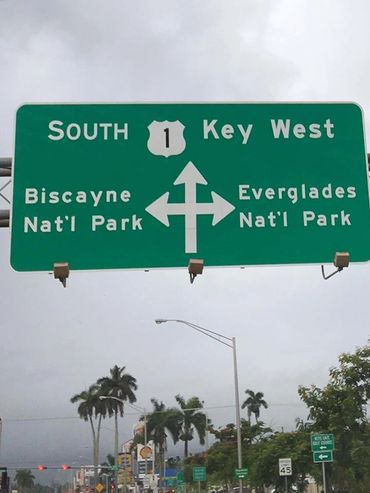 SOUTH 1 Key West
Biscayne
Nat'l Park
Everglades
Nat'l Park
45